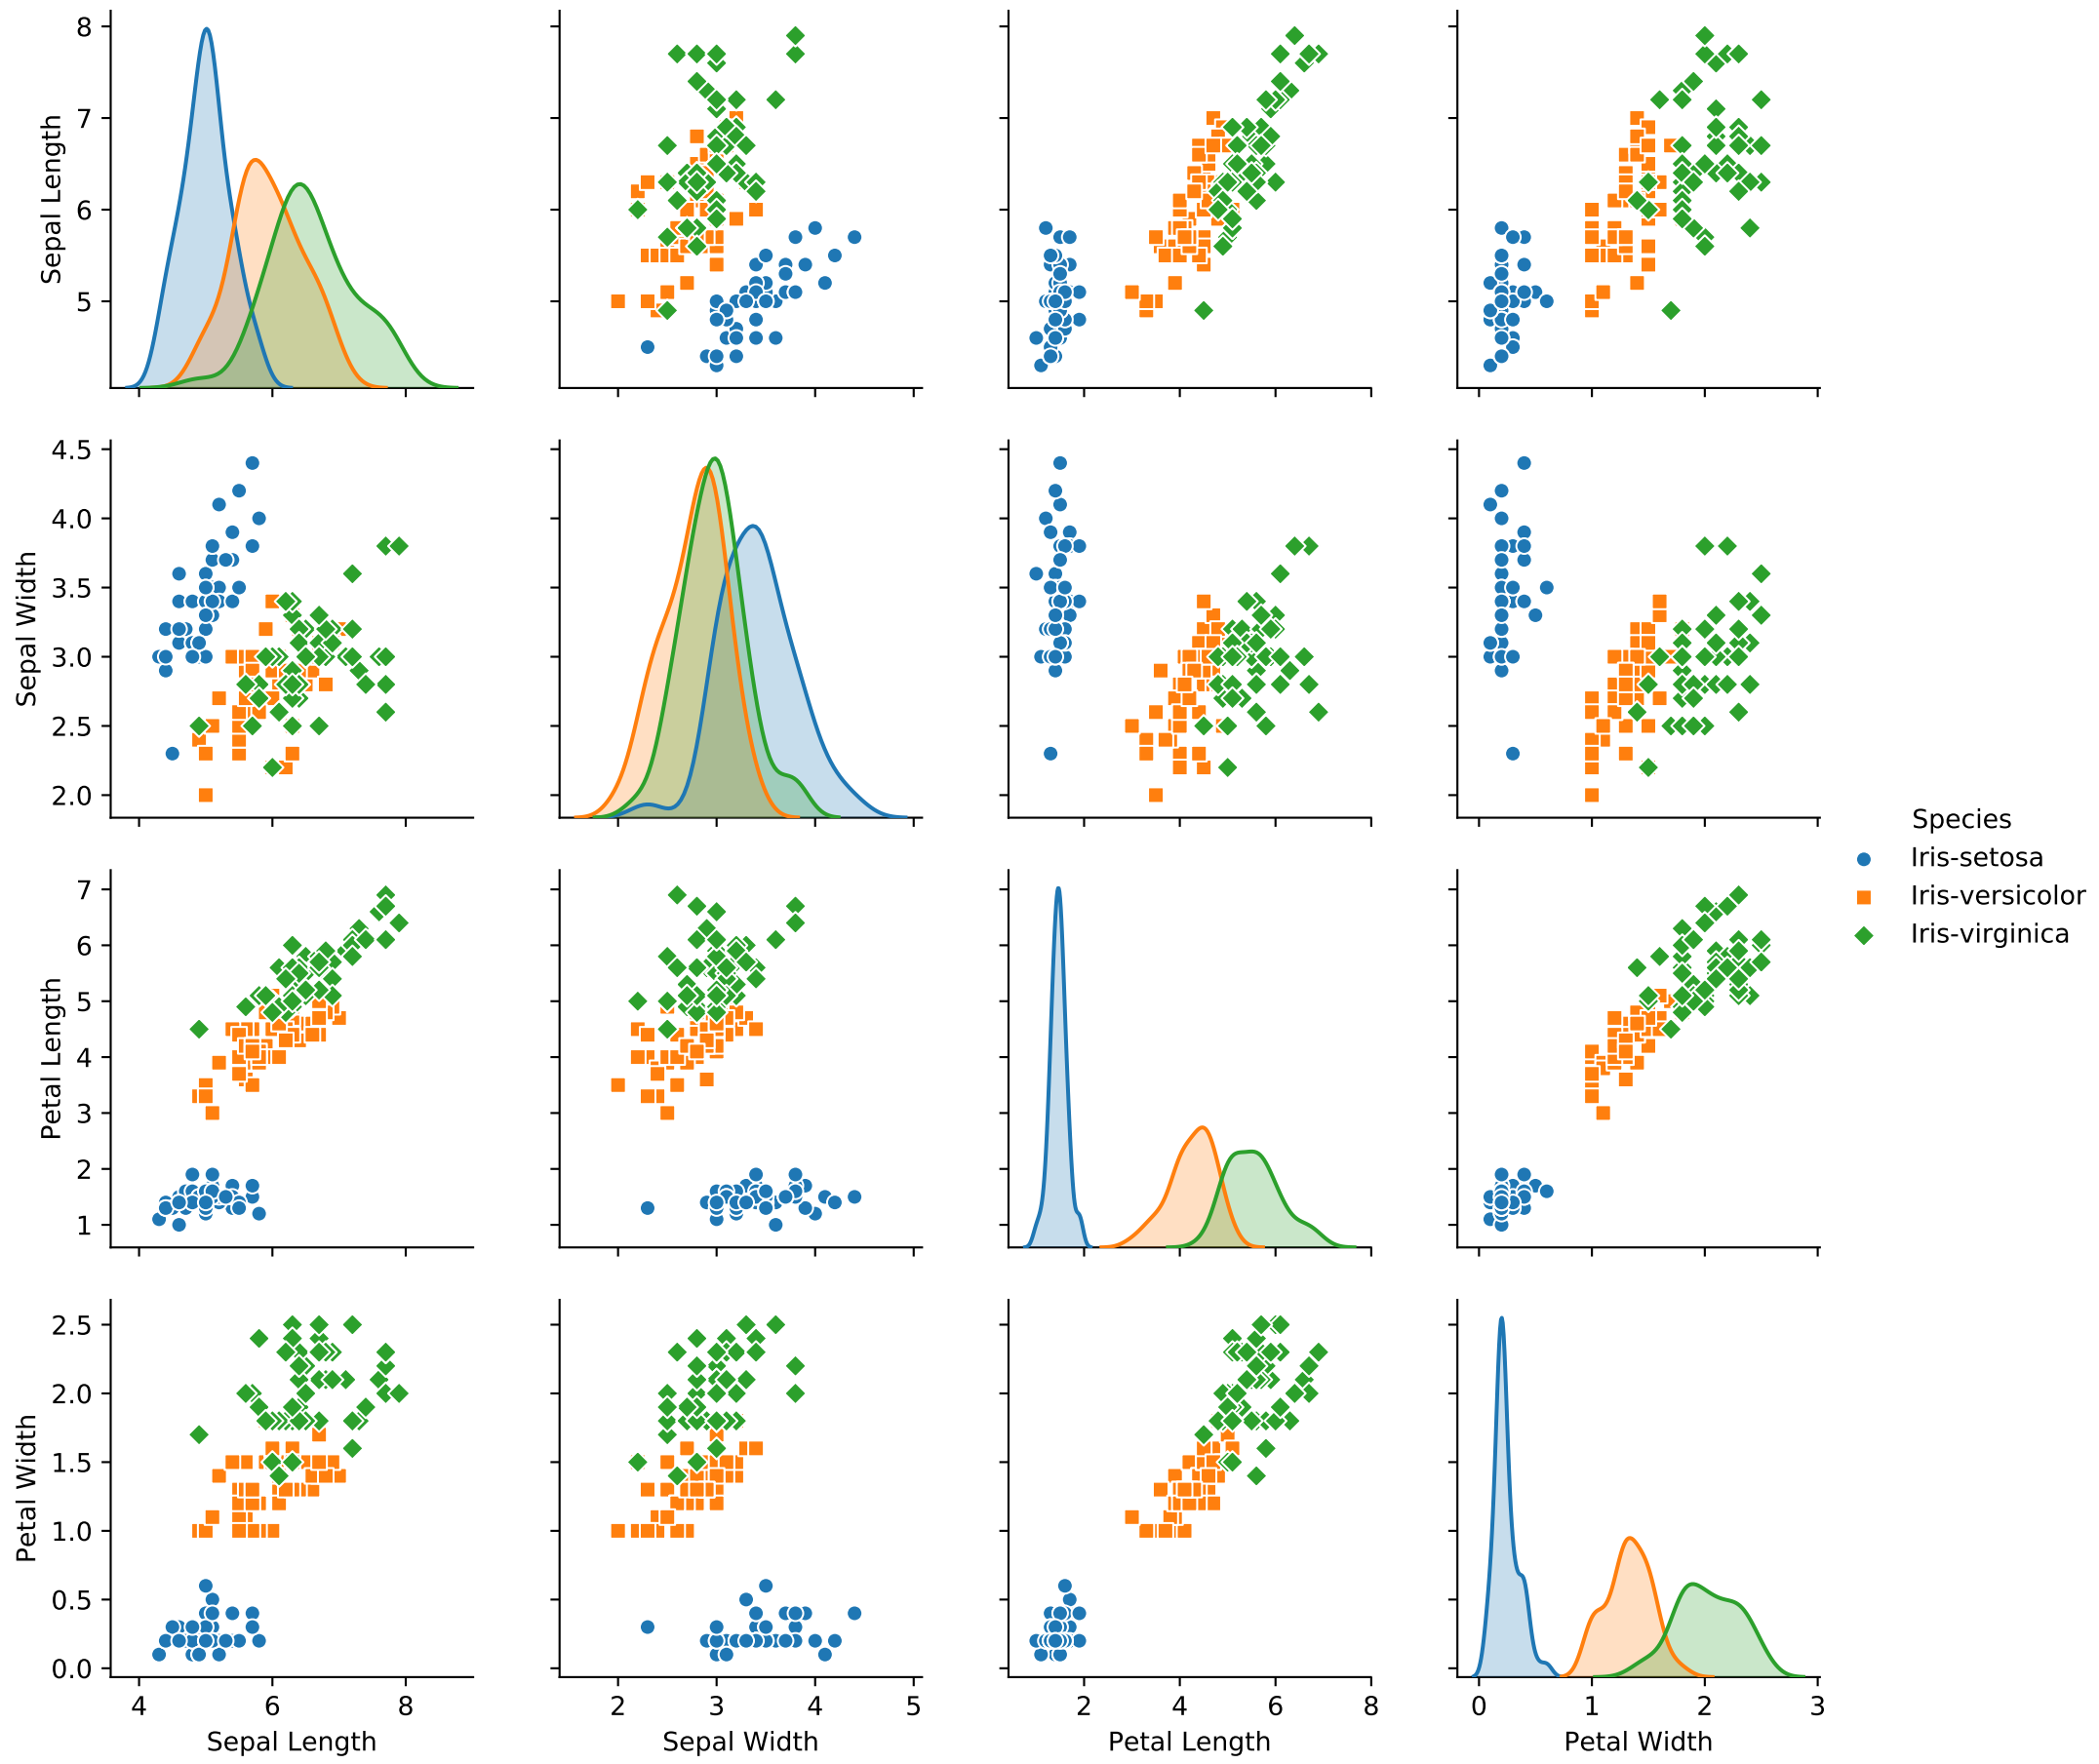 8
7
6
5
Sepal Length
4.5
4.0
3.5
3.0
2.5
2.0
Sepal Width
7
6
5
4
3
2
1
Petal Length
2.5
2.0
1.5
1.0
0.5
0.0
Petal Width
4 6 8
Sepal Length
2 3 4 5
Sepal Width
2 4 6 8
Petal Length
0 1 2 3
Petal Width
Species
Iris-setosa
Iris-versicolor
Iris-virginica